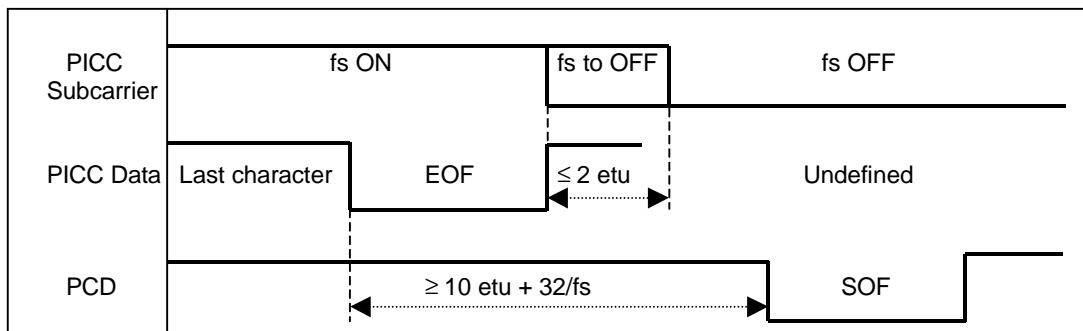 PICC Subcarrier
fs ON
fs to OFF
fs OFF
PICC Data
Last character
EOF
≤ 2 etu
Undefined
PCD
≥ 10 etu + 32/fs
SOF